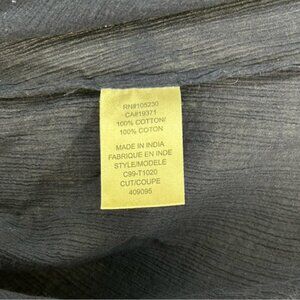 RN#105230
CA#19371
100% COTTON/
100% COTON
MADE IN INDIA
FABRIQUE EN INDE
STYLE/MODELE
C99-T1020
CUT/COUPE
409095